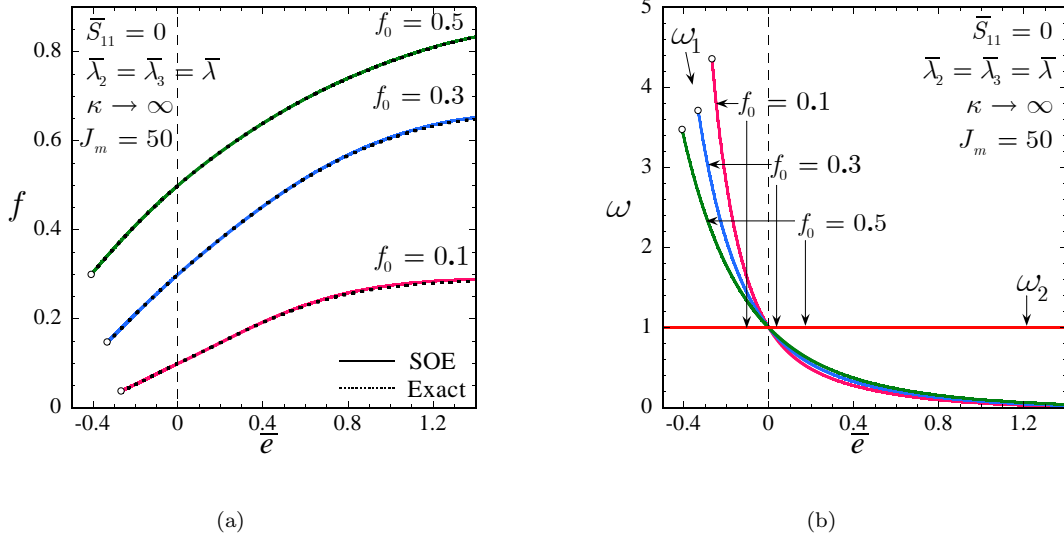 S̅₁₁ = 0
λ̅₂ = λ̅₃ = λ̅
κ → ∞
Jₘ = 50
f₀ = 0.5
f₀ = 0.3
f₀ = 0.1
SOE
Exact
f
0.8
0.6
0.4
0.2
0
-0.4 0 0.4 0.8 1.2
e̅
(a)
S̅₁₁ = 0
λ̅₂ = λ̅₃ = λ̅
κ → ∞
Jₘ = 50
ω₁
f₀ = 0.1
f₀ = 0.3
f₀ = 0.5
ω₂
ω
5
4
3
2
1
0
-0.4 0 0.4 0.8 1.2
e̅
(b)